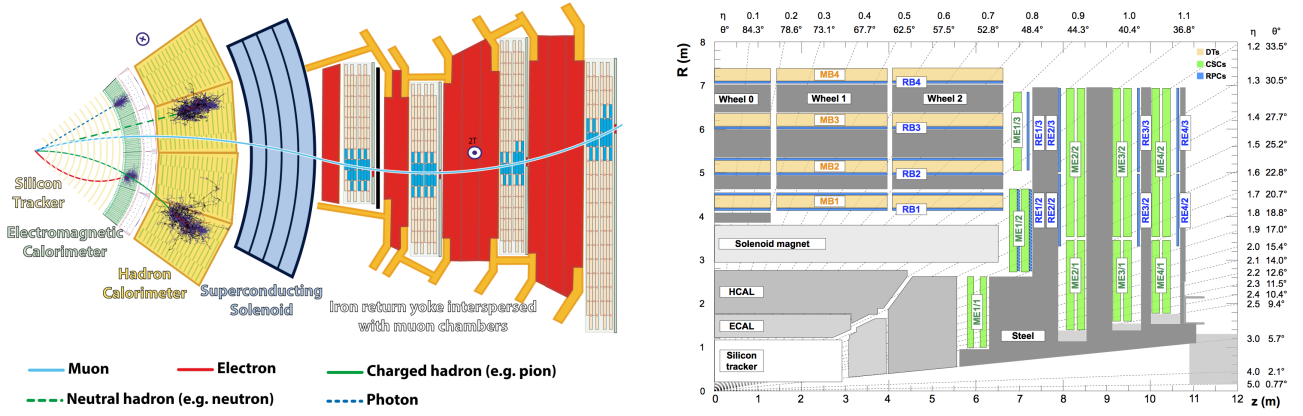 2T
Silicon
Tracker
Electromagnetic
Calorimeter
Hadron
Calorimeter
Superconducting
Solenoid
Iron return yoke interspersed
with muon chambers
Muon
Electron
Charged hadron (e.g. pion)
Neutral hadron (e.g. neutron)
Photon
η 0.1 0.2 0.3 0.4 0.5 0.6 0.7 0.8 0.9 1.0 1.1 η θ°
θ° 84.3° 78.6° 73.1° 67.7° 62.5° 57.5° 52.8° 48.4° 44.3° 40.4° 36.8°
R (m)
8
7
6
5
4
3
2
1
0
DTs
CSCs
RPCs
1.2 33.5°
1.3 30.5°
1.4 27.7°
1.5 25.2°
1.6 22.8°
1.7 20.7°
1.8 18.8°
1.9 17.0°
2.0 15.4°
2.1 14.0°
2.2 12.6°
2.3 11.5°
2.4 10.4°
2.5 9.4°
3.0 5.7°
4.0 2.1°
5.0 0.77°
MB4
RB4
Wheel 0 Wheel 1 Wheel 2
MB3
RB3
MB2
RB2
MB1
RB1
Solenoid magnet
HCAL
ECAL
Silicon
tracker
Steel
ME1/3
RE1/3
RE2/3
ME2/2
ME3/2
RE3/3
ME4/2
RE4/3
ME1/2
RE1/2
RE2/2
RE3/2
RE4/2
ME1/1
ME2/1
ME3/1
ME4/1
0 1 2 3 4 5 6 7 8 9 10 11 12
z (m)